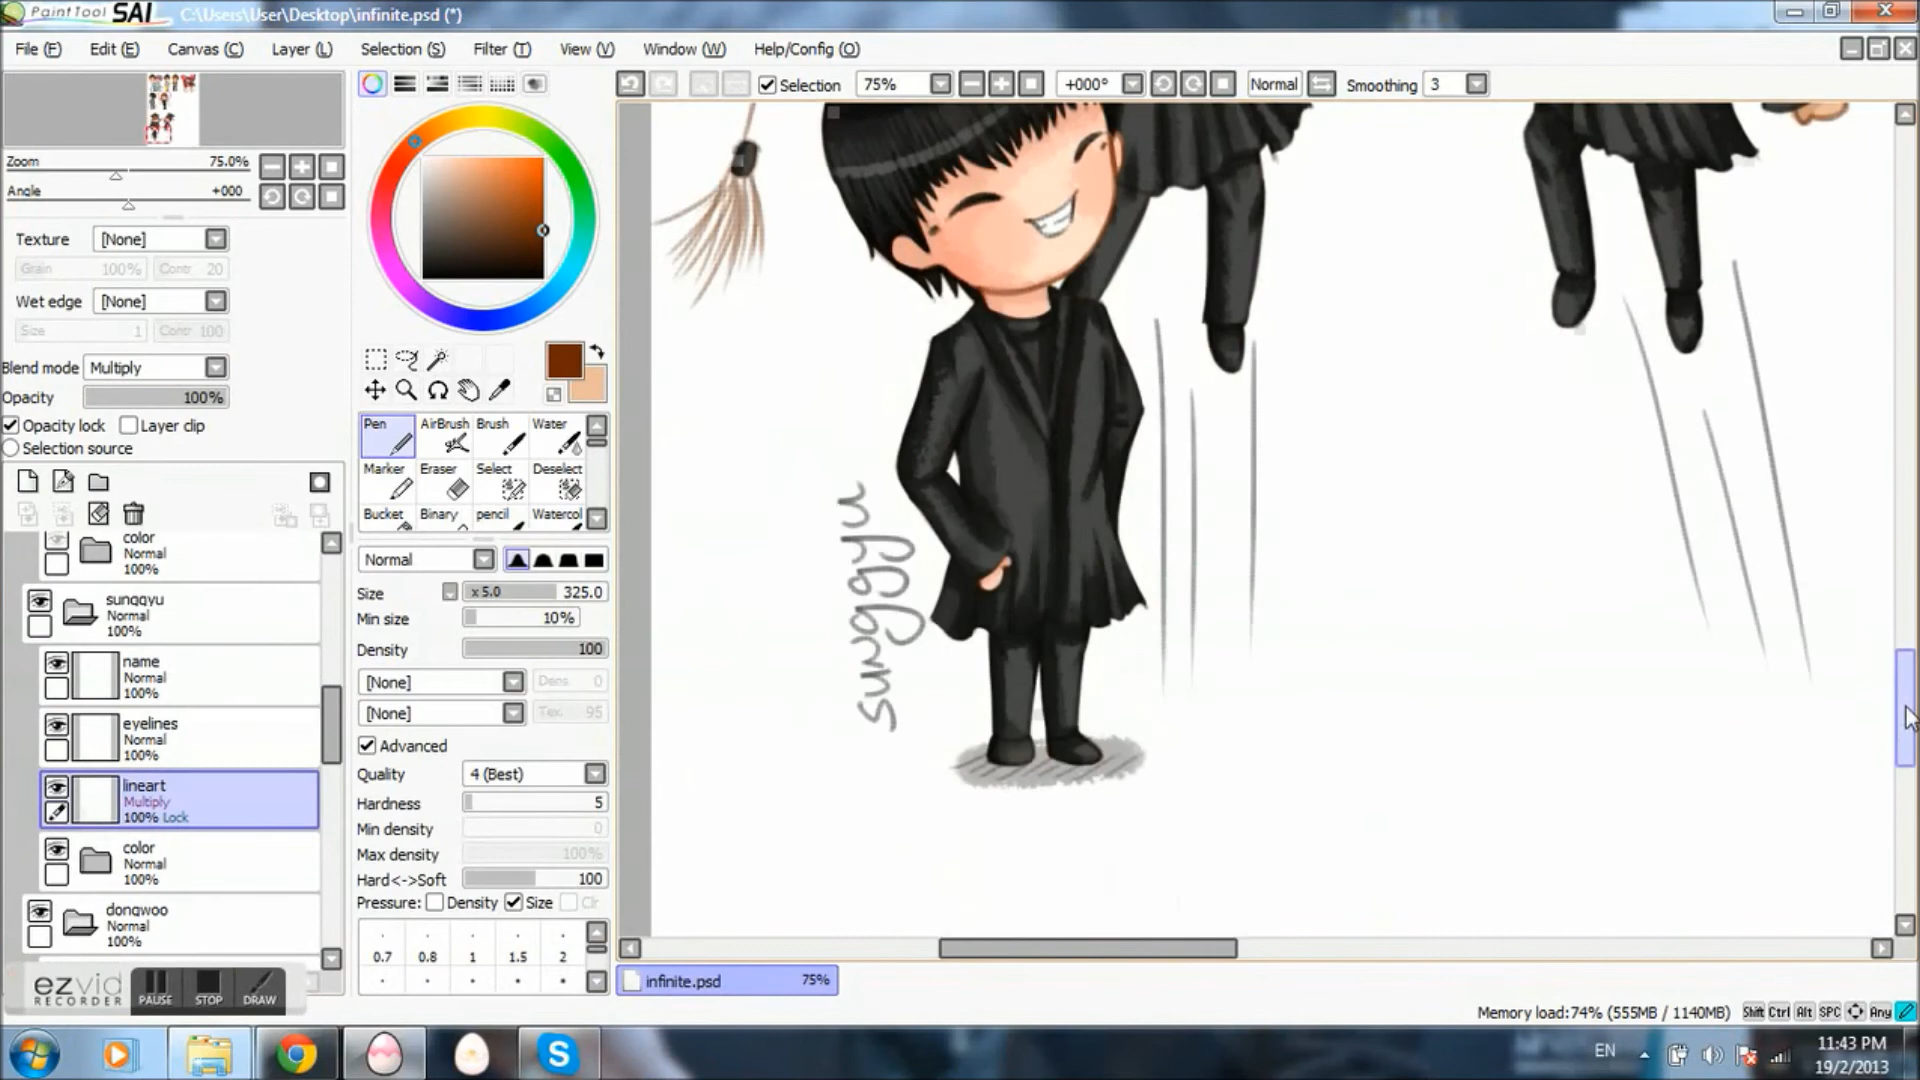 PaintTool SAI C:\Users\User\Desktop\infinite.psd (*)
File (F) Edit (E) Canvas (C) Layer (L) Selection (S) Filter (T) View (V) Window (W) Help/Config (O)
Selection 75% +000° Normal Smoothing 3
Zoom 75.0%
Angle +000
Texture [None]
Grain 100% Contr 20
Wet edge [None]
Size 1 Contr 100
Blend mode Multiply
Opacity 100%
Opacity lock Layer clip
Selection source
color
Normal
100%
sunggyu
Normal
100%
name
Normal
100%
eyelines
Normal
100%
lineart
Multiply
100% Lock
color
Normal
100%
dongwoo
Normal
100%
Pen AirBrush Brush Water
Marker Eraser Select Deselect
Bucket Binary pencil Watercol
Normal
Size x 5.0 325.0
Min size 10%
Density 100
[None] Dens 0
[None] Tex. 95
Advanced
Quality 4 (Best)
Hardness 5
Min density 0
Max density 100%
Hard<->Soft 100
Pressure: Density Size Clr
0.7 0.8 1 1.5 2
sunggyu
infinite.psd 75%
ezvid
RECORDER
PAUSE STOP DRAW
Memory load:74% (555MB / 1140MB) Shift Ctrl Alt SPC Any
EN
11:43 PM
19/2/2013